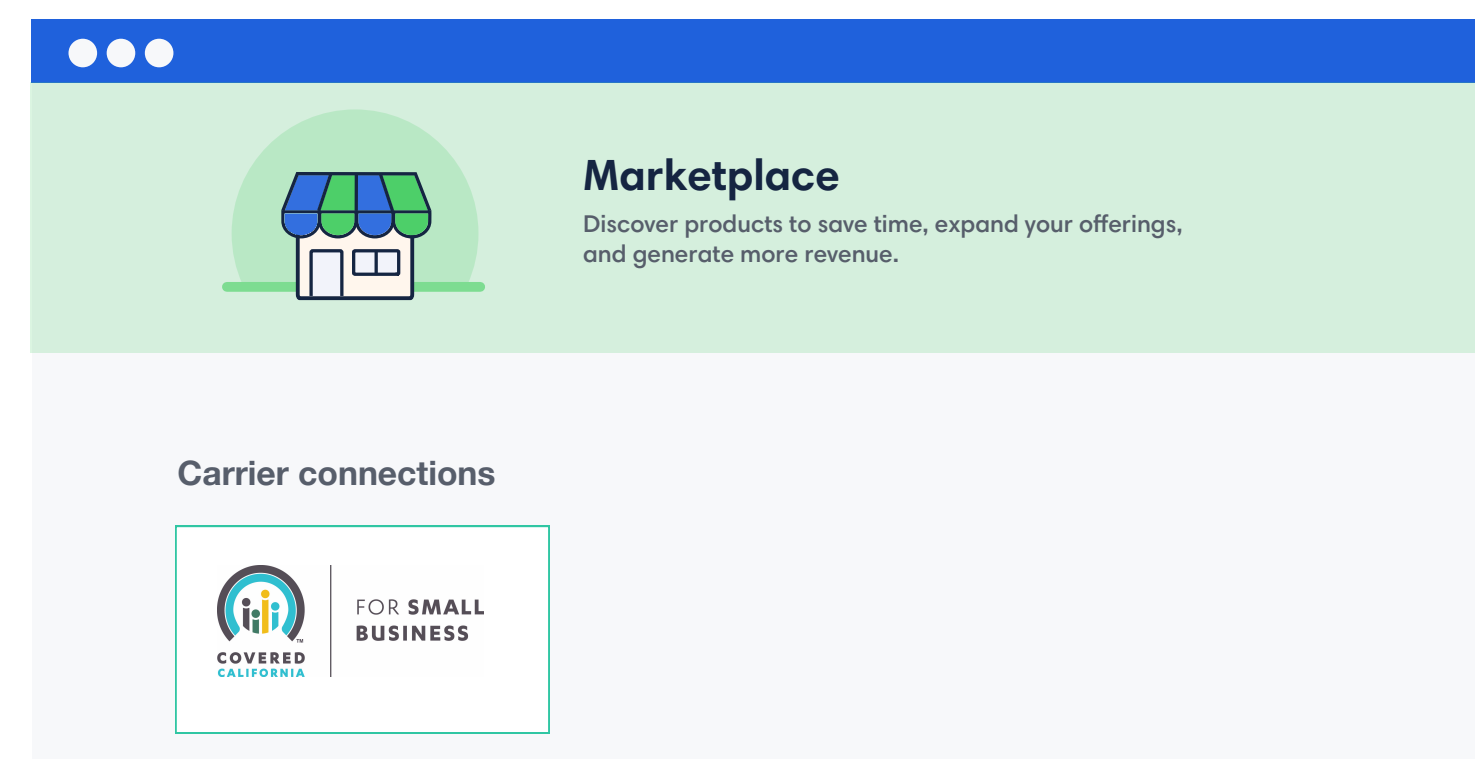 Marketplace
Discover products to save time, expand your offerings,
and generate more revenue.
Carrier connections
FOR SMALL
BUSINESS
TM
COVERED
CALIFORNIA